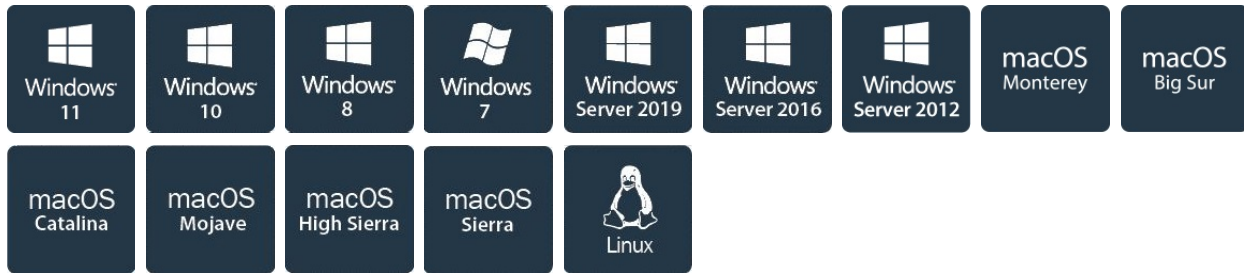 Windows
11
Windows
10
Windows
8
Windows
7
Windows
Server 2019
Windows
Server 2016
Windows
Server 2012
macOS
Monterey
macOS
Big Sur
macOS
Catalina
macOS
Mojave
macOS
High Sierra
macOS
Sierra
Linux